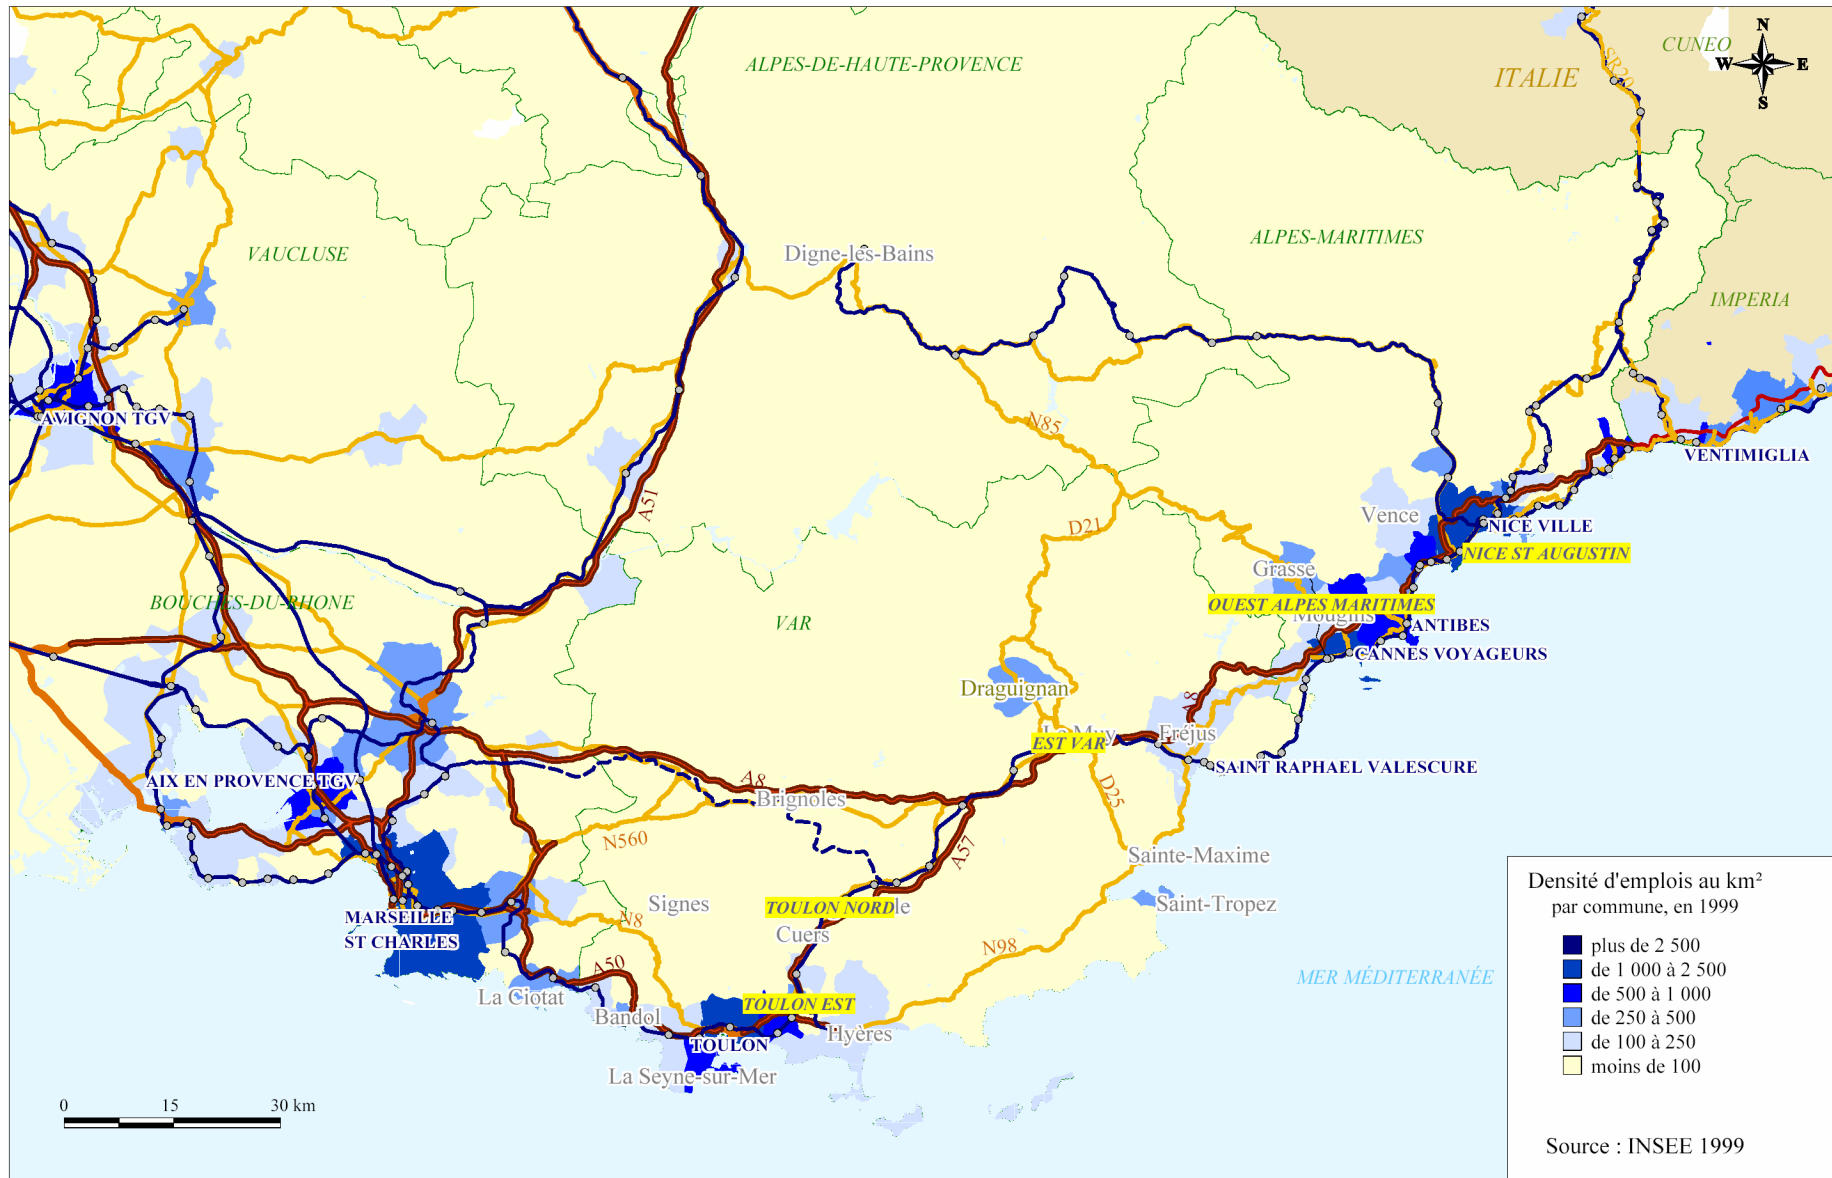 N
W
E
S
CUNEO
ITALIE
SR20
ALPES-DE-HAUTE-PROVENCE
ALPES-MARITIMES
VAUCLUSE
Digne-les-Bains
IMPERIA
AVIGNON TGV
N85
VENTIMIGLIA
A51
D21
Vence
NICE VILLE
NICE ST AUGUSTIN
Grasse
BOUCHES-DU-RHONE
OUEST ALPES MARITIMES
Mougins
VAR
ANTIBES
CANNES VOYAGEURS
Draguignan
A8
Le Muy
EST VAR
Fréjus
SAINT RAPHAEL VALESCURE
AIX EN PROVENCE TGV
A8
Brignoles
D25
N560
A57
Sainte-Maxime
Signes
TOULON NORD
le
Saint-Tropez
MARSEILLE
ST CHARLES
N8
Cuers
N98
A50
MER MÉDITERRANÉE
La Ciotat
Bandol
TOULON EST
Hyères
TOULON
La Seyne-sur-Mer
0 15 30 km
Densité d'emplois au km²
par commune, en 1999
plus de 2 500
de 1 000 à 2 500
de 500 à 1 000
de 250 à 500
de 100 à 250
moins de 100
Source : INSEE 1999